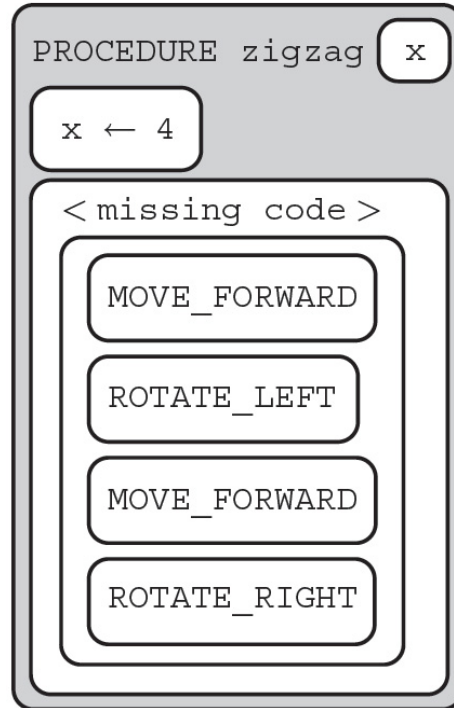 PROCEDURE zigzag x
x ← 4
< missing code >
MOVE_FORWARD
ROTATE_LEFT
MOVE_FORWARD
ROTATE_RIGHT